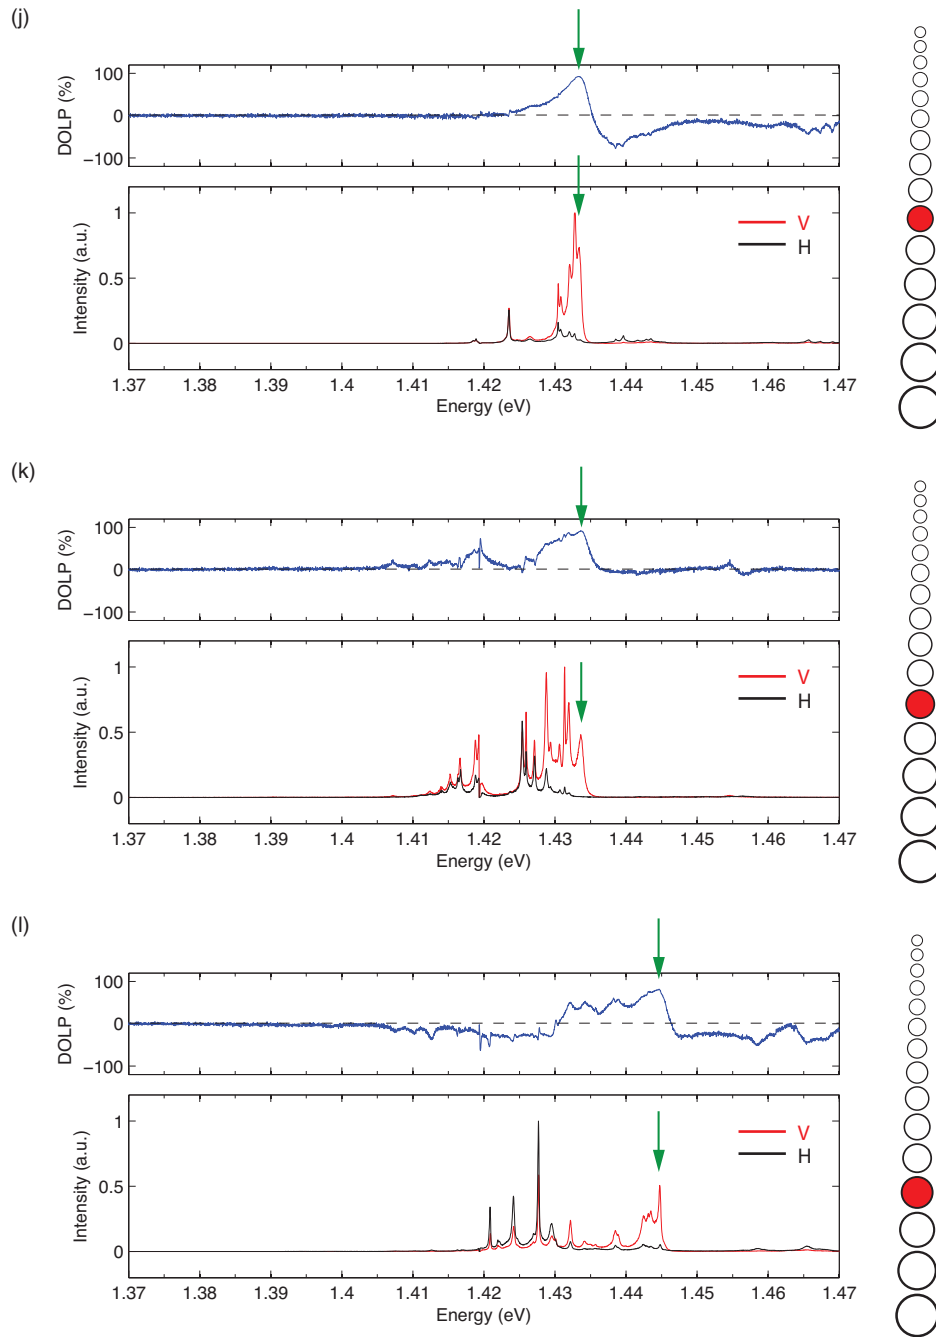 (j)
DOLP (%)
100
0
−100
Intensity (a.u.)
1
0.5
0
V
H
1.37 1.38 1.39 1.4 1.41 1.42 1.43 1.44 1.45 1.46 1.47
Energy (eV)
(k)
DOLP (%)
100
0
−100
Intensity (a.u.)
1
0.5
0
V
H
1.37 1.38 1.39 1.4 1.41 1.42 1.43 1.44 1.45 1.46 1.47
Energy (eV)
(l)
DOLP (%)
100
0
−100
Intensity (a.u.)
1
0.5
0
V
H
1.37 1.38 1.39 1.4 1.41 1.42 1.43 1.44 1.45 1.46 1.47
Energy (eV)